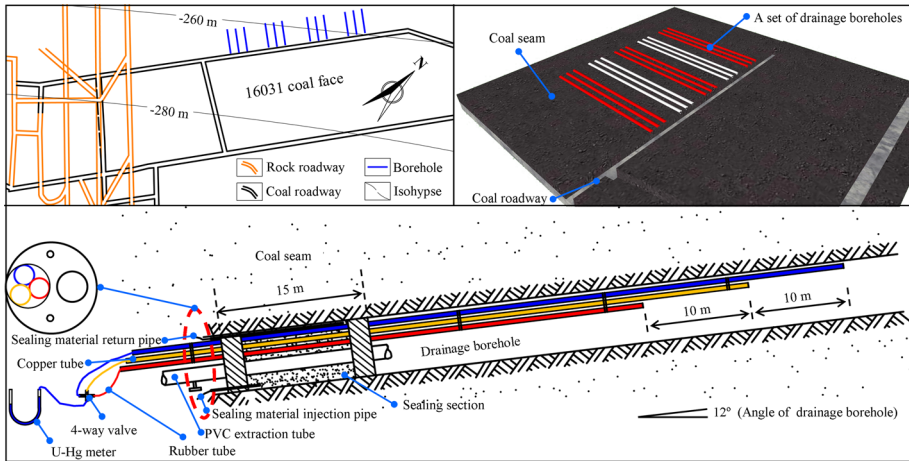 -260 m
-280 m
16031 coal face
N
Rock roadway
Borehole
Coal roadway
Isohypse
A set of drainage boreholes
Coal seam
Coal roadway
Coal seam
15 m
10 m
10 m
Sealing material return pipe
Copper tube
Drainage borehole
Sealing section
Sealing material injection pipe
4-way valve
PVC extraction tube
U-Hg meter
Rubber tube
12° (Angle of drainage borehole)